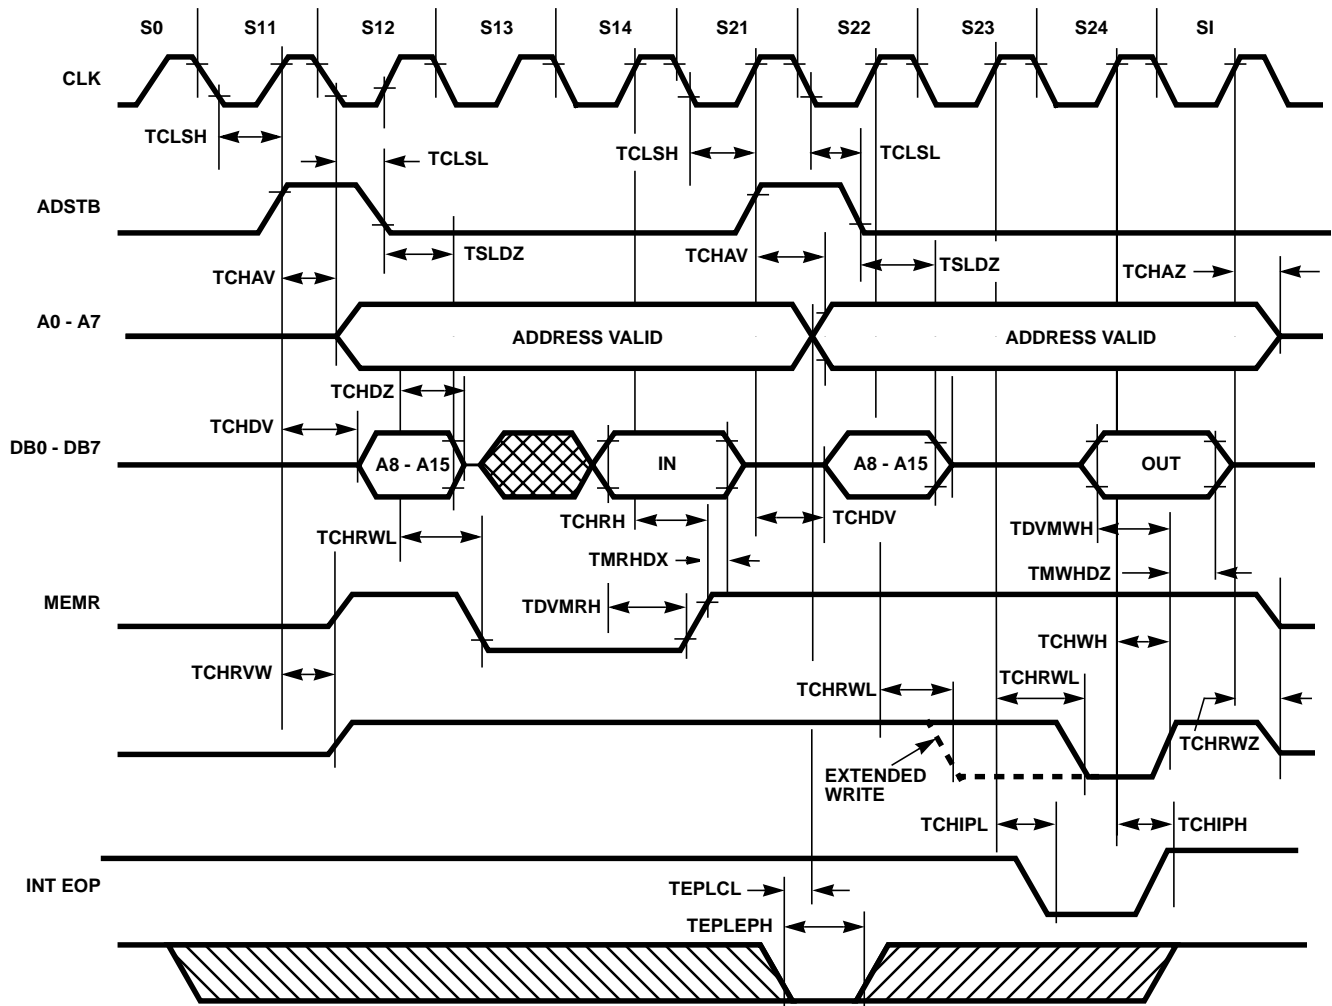 S0 S11 S12 S13 S14 S21 S22 S23 S24 SI
CLK
TCLSH TCLSL TCLSH TCLSL
ADSTB
TCHAV TSLDZ TCHAV TSLDZ TCHAZ
A0 - A7 ADDRESS VALID ADDRESS VALID
TCHDZ
TCHDV
DB0 - DB7 A8 - A15 IN A8 - A15 OUT
TCHRH TCHDV
TCHRWL TDVMWH
TMRHDX TMWHDZ
MEMR TDVMRH
TCHWH
TCHRVW TCHRWL TCHRWL
TCHRWZ
EXTENDED
WRITE
TCHIPL TCHIPH
INT EOP TEPLCL
TEPLEPH